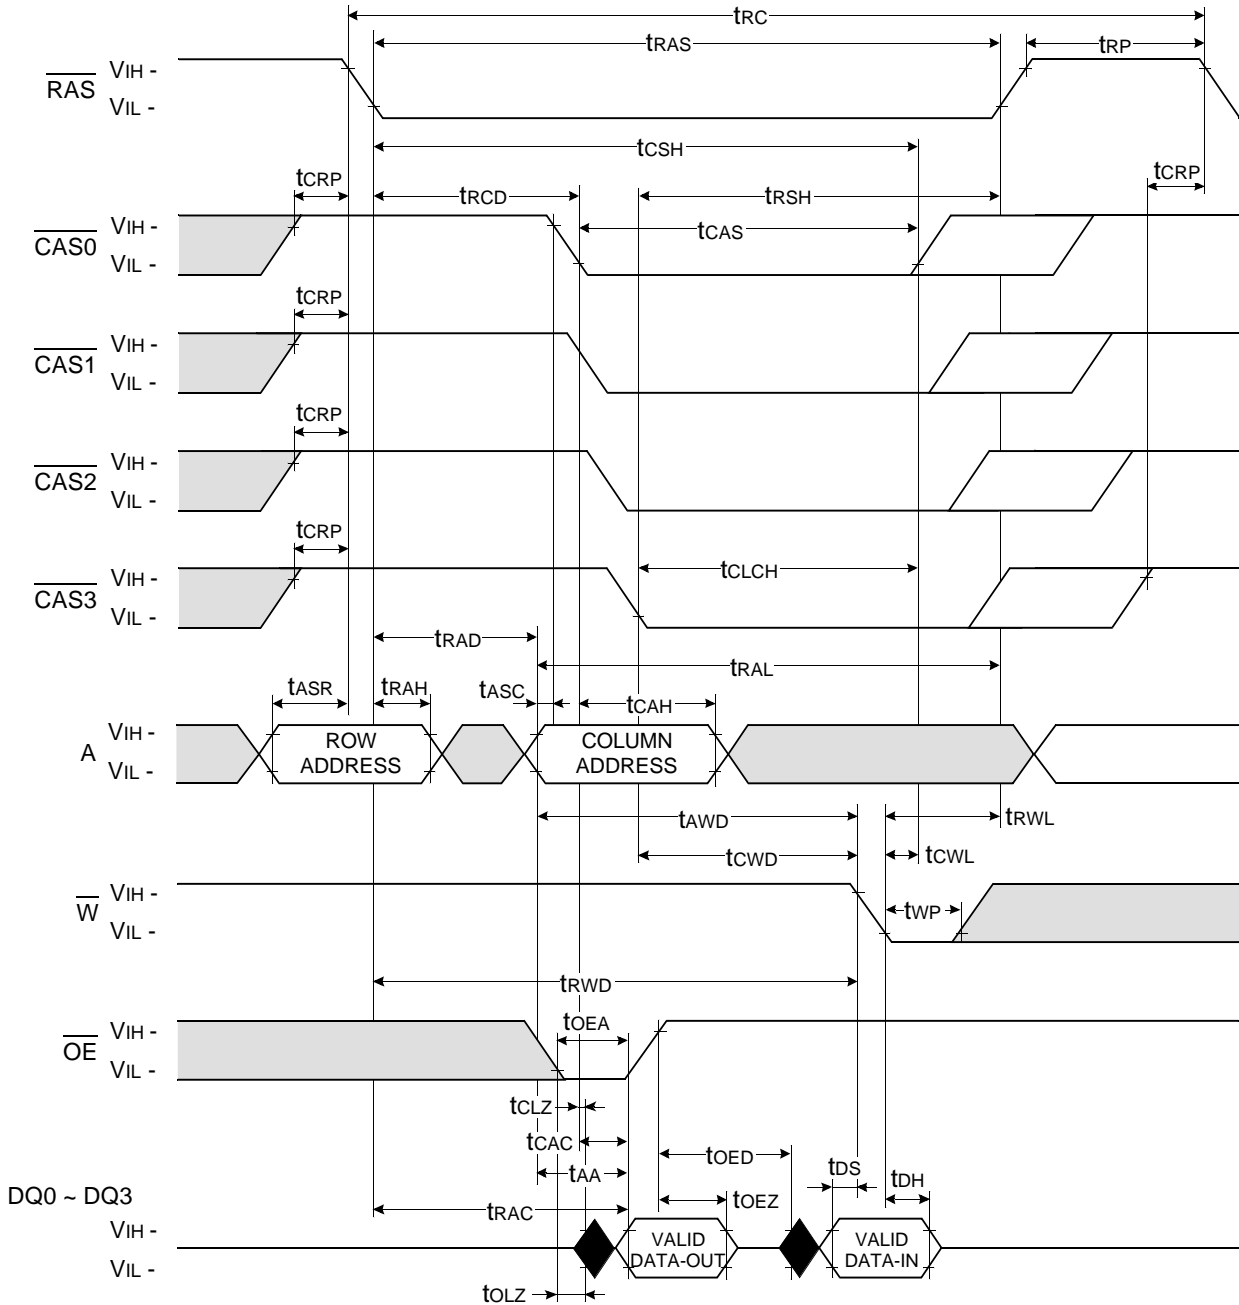 tRC
tRAS
tRP
RAS
VIH -
VIL -
tCSH
tCRP
tRCD
tRSH
tCRP
CAS0
VIH -
VIL -
tCAS
tCRP
CAS1
VIH -
VIL -
tCRP
CAS2
VIH -
VIL -
tCRP
CAS3
VIH -
VIL -
tCLCH
tRAD
tRAL
tASR
tRAH
tASC
tCAH
A
VIH -
VIL -
ROW
ADDRESS
COLUMN
ADDRESS
tAWD
tRWL
tCWD
tCWL
W
VIH -
VIL -
tWP
tRWD
OE
VIH -
VIL -
tOEA
tCLZ
tCAC
tOED
tAA
tDS
tDH
DQ0 ~ DQ3
tRAC
tOEZ
VIH -
VIL -
VALID
DATA-OUT
VALID
DATA-IN
tOLZ